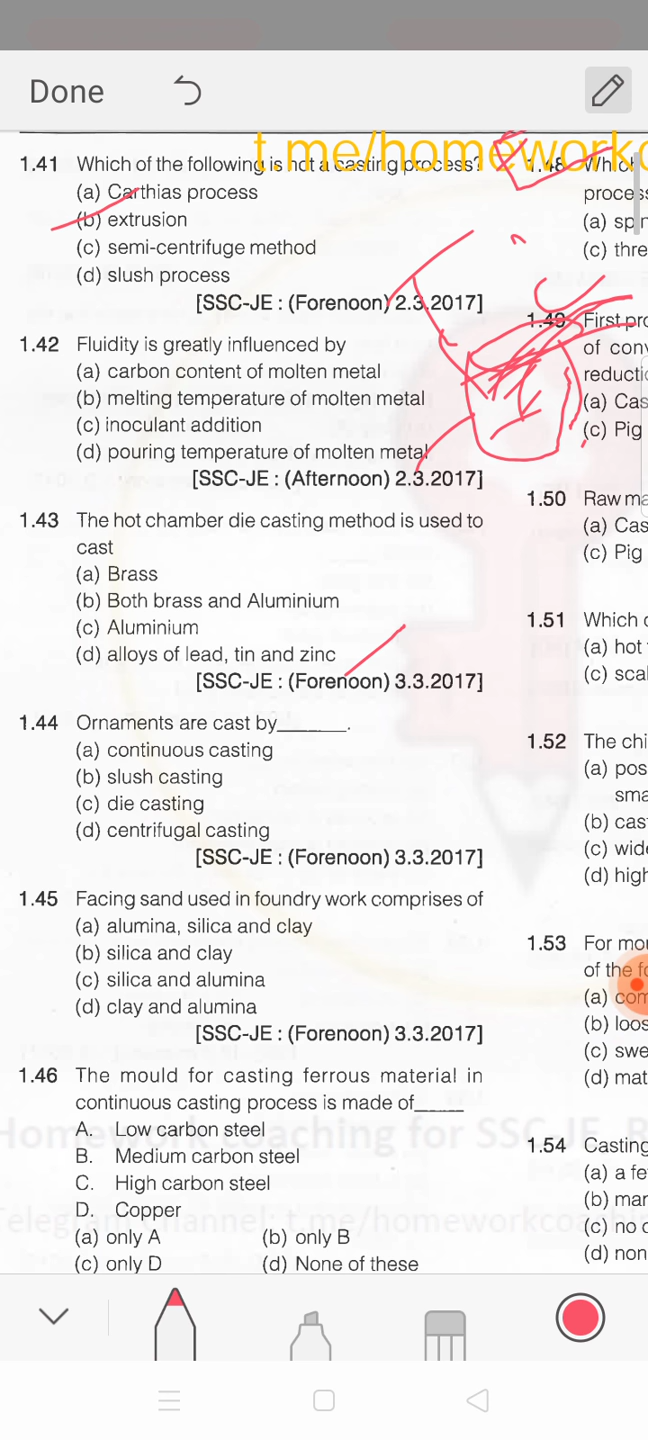 Done
t.me/homewor
1.41 Which of the following is not a casting process?
(a) Carthias process
(b) extrusion
(c) semi-centrifuge method
(d) slush process
[SSC-JE : (Forenoon) 2.3.2017]
1.42 Fluidity is greatly influenced by
(a) carbon content of molten metal
(b) melting temperature of molten metal
(c) inoculant addition
(d) pouring temperature of molten metal
[SSC-JE : (Afternoon) 2.3.2017]
1.43 The hot chamber die casting method is used to
cast
(a) Brass
(b) Both brass and Aluminium
(c) Aluminium
(d) alloys of lead, tin and zinc
[SSC-JE : (Forenoon) 3.3.2017]
1.44 Ornaments are cast by______.
(a) continuous casting
(b) slush casting
(c) die casting
(d) centrifugal casting
[SSC-JE : (Forenoon) 3.3.2017]
1.45 Facing sand used in foundry work comprises of
(a) alumina, silica and clay
(b) silica and clay
(c) silica and alumina
(d) clay and alumina
[SSC-JE : (Forenoon) 3.3.2017]
1.46 The mould for casting ferrous material in
continuous casting process is made of_____
A. Low carbon steel
B. Medium carbon steel
C. High carbon steel
D. Copper
(a) only A (b) only B
(c) only D (d) None of these
Homework coaching for SSC JE, R
Telegram channel: t.me/homeworkcoaching
1.48 Which
process
(a) spin
(c) thre
1.49 First pro
of conv
reducti
(a) Cas
(c) Pig
1.50 Raw ma
(a) Cas
(c) Pig
1.51 Which o
(a) hot
(c) scal
1.52 The chi
(a) pos
sma
(b) cas
(c) wide
(d) high
1.53 For mou
of the fo
(a) com
(b) loos
(c) swe
(d) mat
1.54 Casting
(a) a fe
(b) mar
(c) no
(d) non